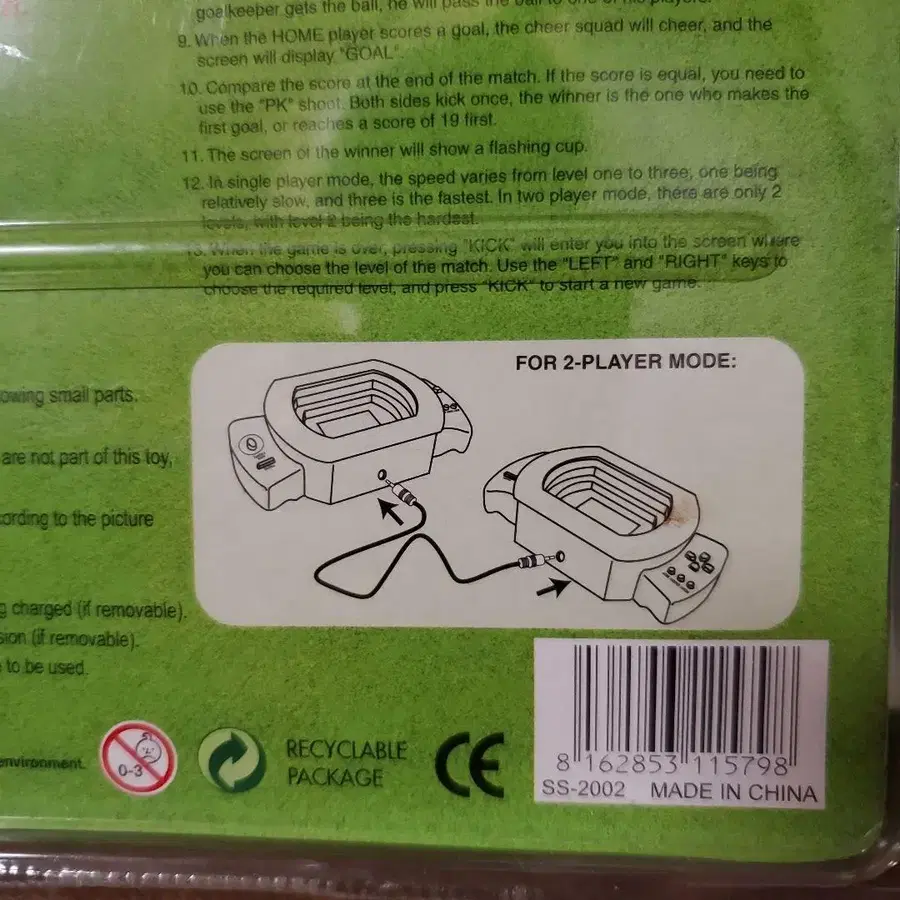 goalkeeper gets the ball, he will pass the ball to one of his players.
9. When the HOME player scores a goal, the cheer squad will cheer, and the
screen will display "GOAL".
10. Compare the score at the end of the match. If the score is equal, you need to
use the "PK" shoot. Both sides kick once, the winner is the one who makes the
first goal, or reaches a score of 19 first.
11. The screen of the winner will show a flashing cup.
12. In single player mode, the speed varies from level one to three, one being
relatively slow, and three is the fastest. In two player mode, there are only 2
levels, with level 2 being the hardest.
13. When the game is over, pressing "KICK" will enter you into the screen where
you can choose the level of the match. Use the "LEFT" and "RIGHT" keys to
choose the required level, and press "KICK" to start a new game.
FOR 2-PLAYER MODE:
owing small parts.
are not part of this toy,
cording to the picture
g charged (if removable).
sion (if removable).
to be used.
environment.
0-3
RECYCLABLE
PACKAGE
CE
8 162853 115798
SS-2002 MADE IN CHINA